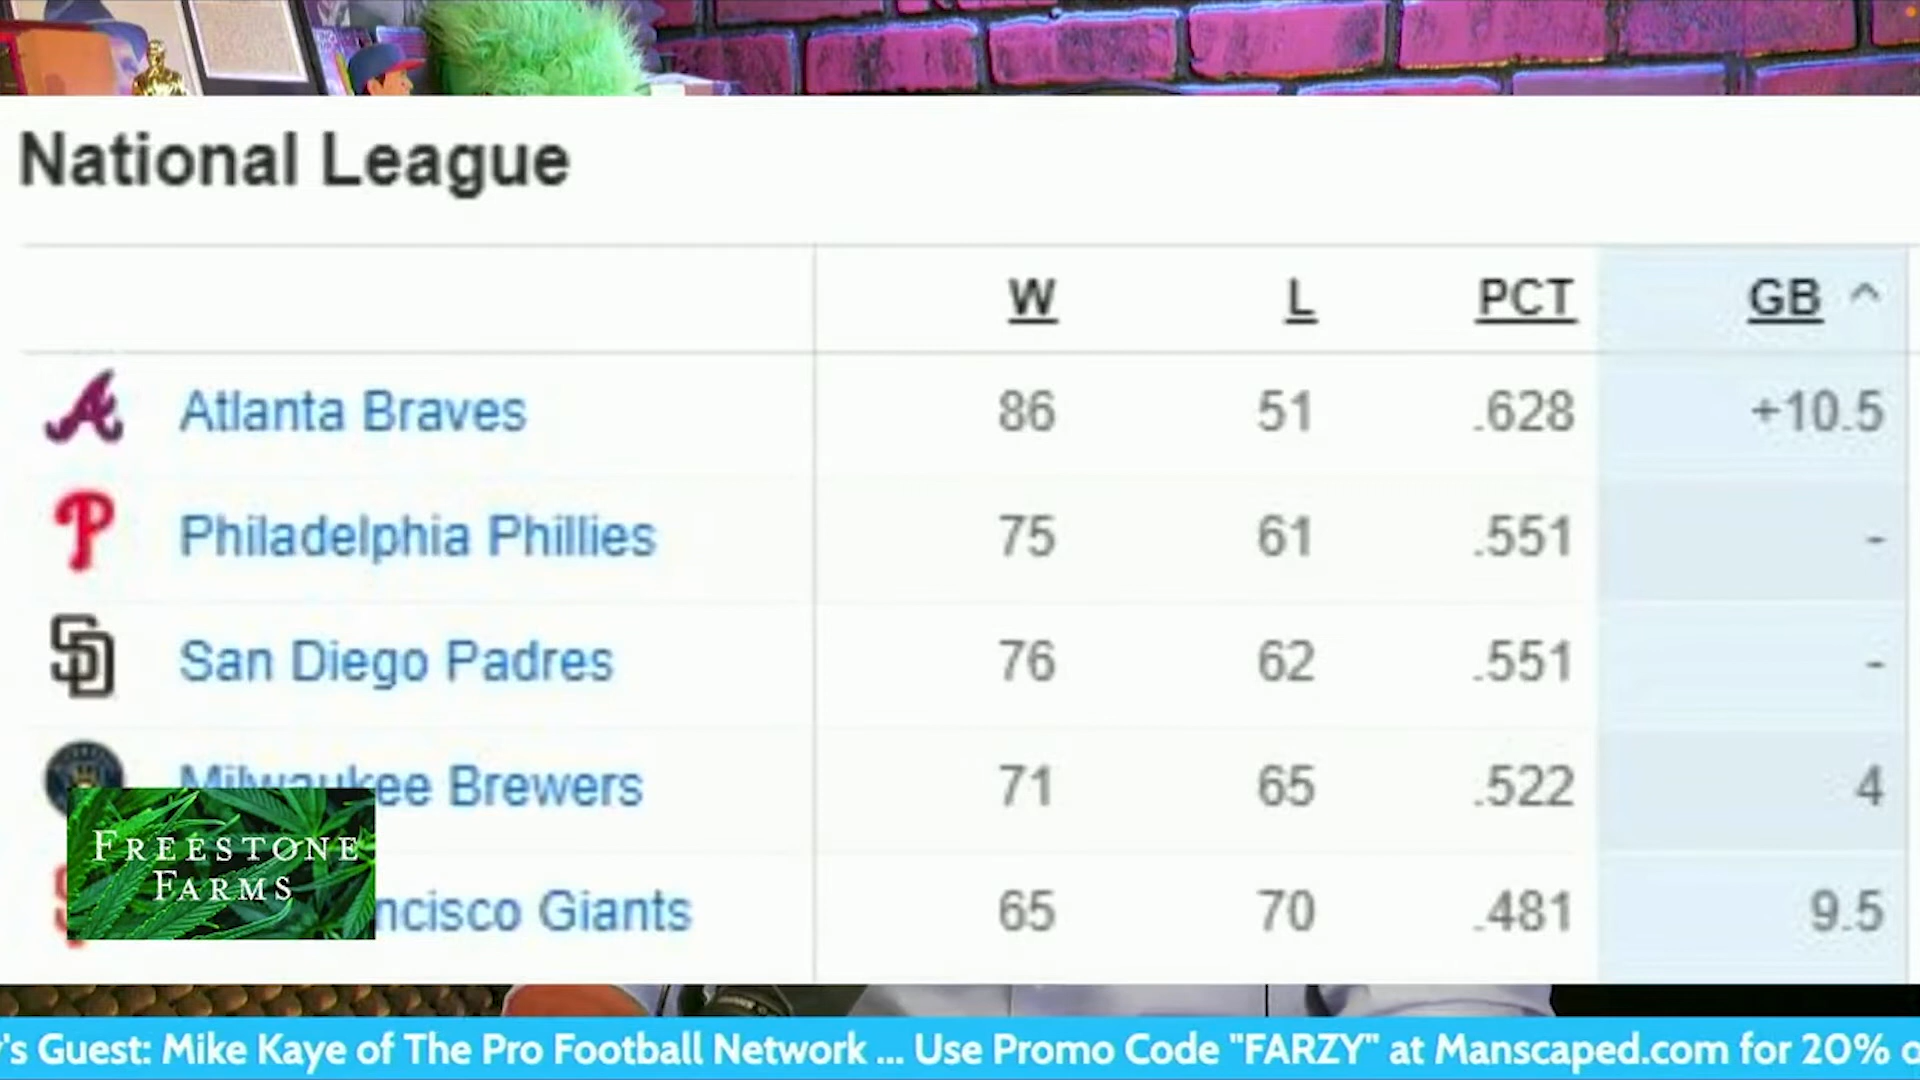 National League
W L PCT GB
Atlanta Braves 86 51 .628 +10.5
Philadelphia Phillies 75 61 .551 -
San Diego Padres 76 62 .551 -
Milwaukee Brewers 71 65 .522 4
ncisco Giants 65 70 .481 9.5
FREESTONE
FARMS
's Guest: Mike Kaye of The Pro Football Network ... Use Promo Code "FARZY" at Manscaped.com for 20% o